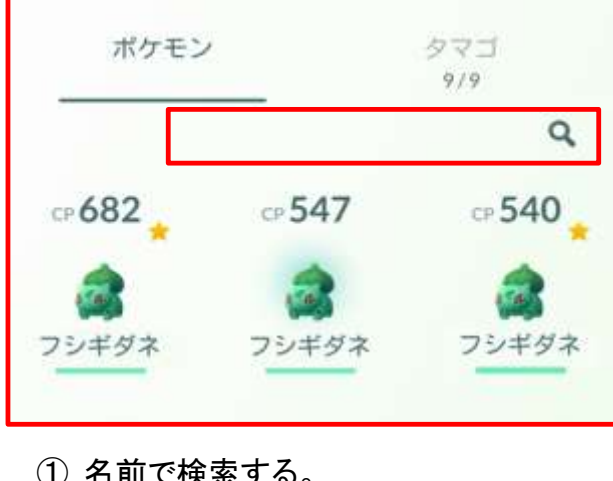 ポケモン タマゴ
9/9
CP682 CP547 CP540
フシギダネ フシギダネ フシギダネ
① 名前で検索する。